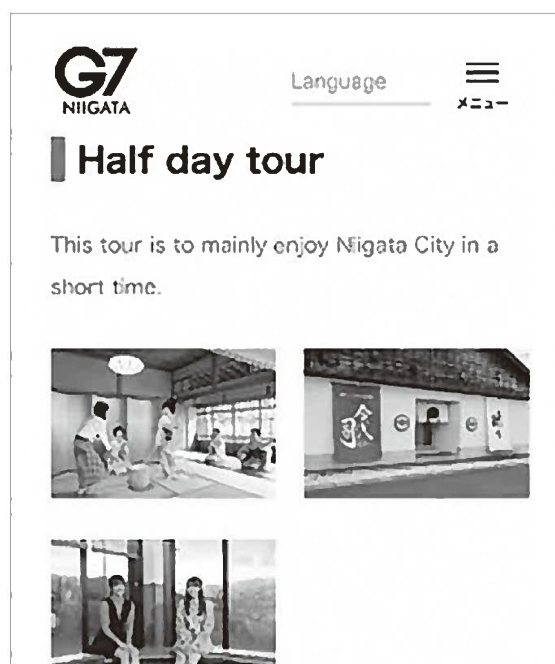 G7
NIIGATA
Language
メニュー
Half day tour
This tour is to mainly enjoy Niigata City in a
short time.